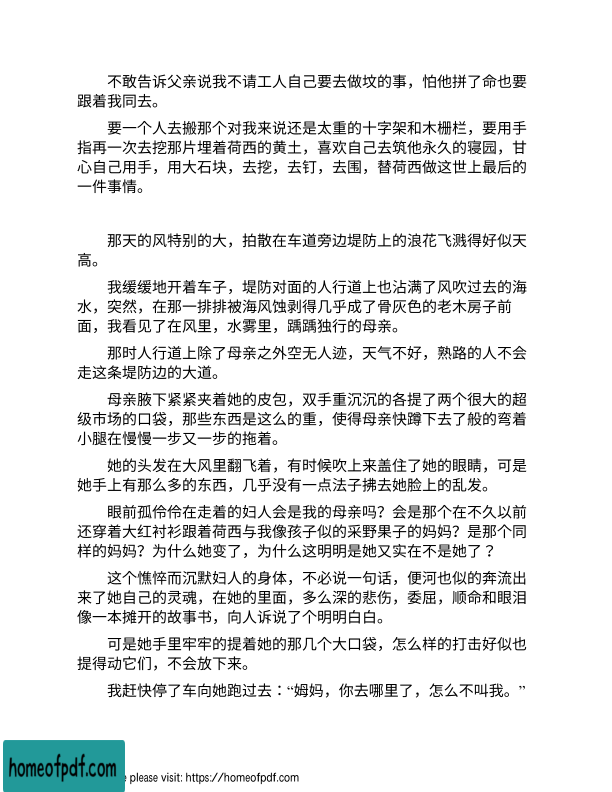 不敢告诉父亲说我不请工人自己要去做坟的事，怕他拼了命也要
跟着我同去。
要一个人去搬那个对我来说还是太重的十字架和木栅栏，要用手
指再一次去挖那片埋着荷西的黄土，喜欢自己去筑他永久的寝园，甘
心自己用手，用大石块，去挖，去钉，去围，替荷西做这世上最后的
一件事情。
那天的风特别的大，拍散在车道旁边堤防上的浪花飞溅得好似天
高。
我缓缓地开着车子，堤防对面的人行道上也沾满了风吹过去的海
水，突然，在那一排排被海风蚀剥得几乎成了骨灰色的老木房子前
面，我看见了在风里，水雾里，踽踽独行的母亲。
那时人行道上除了母亲之外空无人迹，天气不好，熟路的人不会
走这条堤防边的大道。
母亲腋下紧紧夹着她的皮包，双手重沉沉的各提了两个很大的超
级市场的口袋，那些东西是这么的重，使得母亲快蹲下去了般的弯着
小腿在慢慢一步又一步的拖着。
她的头发在大风里翻飞着，有时候吹上来盖住了她的眼睛，可是
她手上有那么多的东西，几乎没有一点法子拂去她脸上的乱发。
眼前孤伶伶在走着的妇人会是我的母亲吗？会是那个在不久以前
还穿着大红衬衫跟着荷西与我像孩子似的采野果子的妈妈？是那个同
样的妈妈？为什么她变了，为什么这明明是她又实在不是她了？
这个憔悴而沉默妇人的身体，不必说一句话，便河也似的奔流出
来了她自己的灵魂，在她的里面，多么深的悲伤，委屈，顺命和眼泪
像一本摊开的故事书，向人诉说了个明明白白。
可是她手里牢牢的提着她的那几个大口袋，怎么样的打击好似也
提得动它们，不会放下来。
我赶快停了车向她跑过去：“姆妈，你去哪里了，怎么不叫我。”
homeofpdf.com
please visit: https://homeofpdf.com